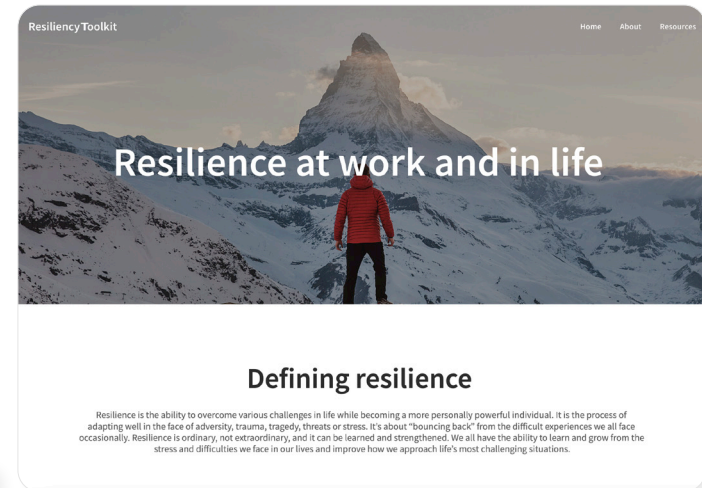 ResiliencyToolkit
Home About Resources
Resilience at work and in life
Defining resilience
Resilience is the ability to overcome various challenges in life while becoming a more personally powerful individual. It is the process of
adapting well in the face of adversity, trauma, tragedy, threats or stress. It's about “bouncing back” from the difficult experiences we all face
occasionally. Resilience is ordinary, not extraordinary, and it can be learned and strengthened. We all have the ability to learn and grow from the
stress and difficulties we face in our lives and improve how we approach life's most challenging situations.